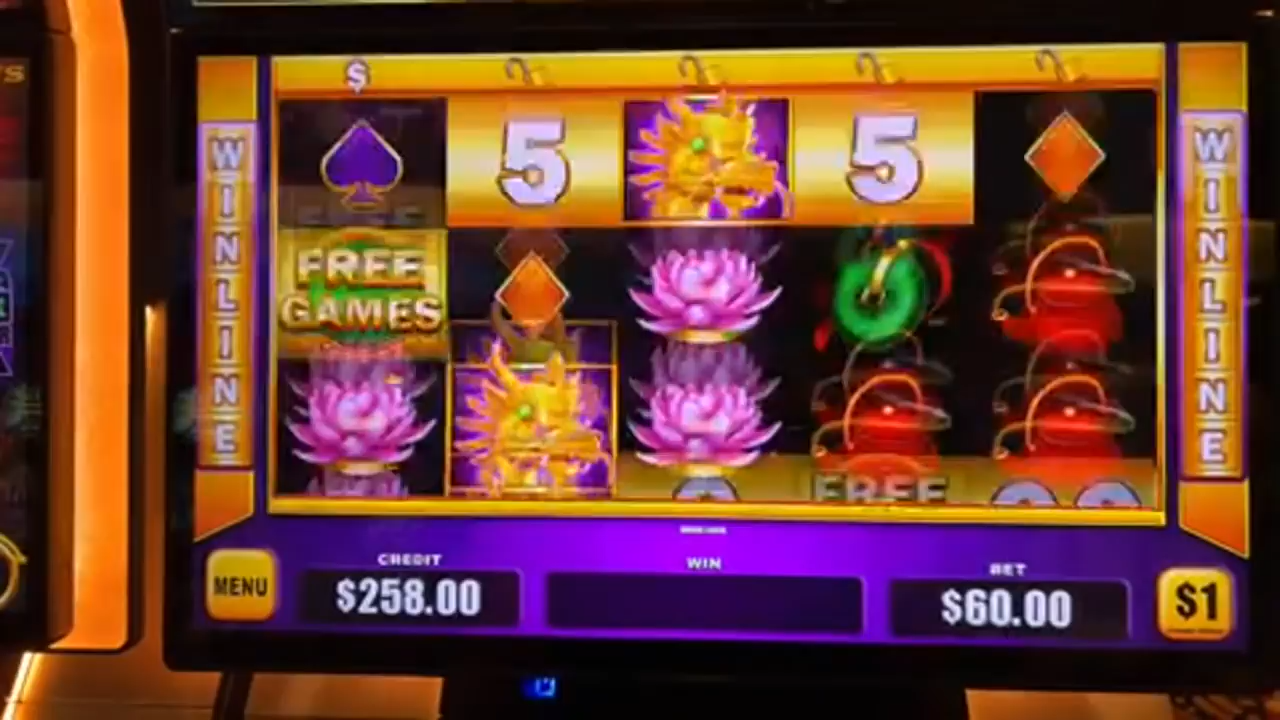 $
WINLINE
5
5
WINLINE
FREE
GAMES
FREE
CREDIT
WIN
BET
MENU
$258.00
$60.00
$1